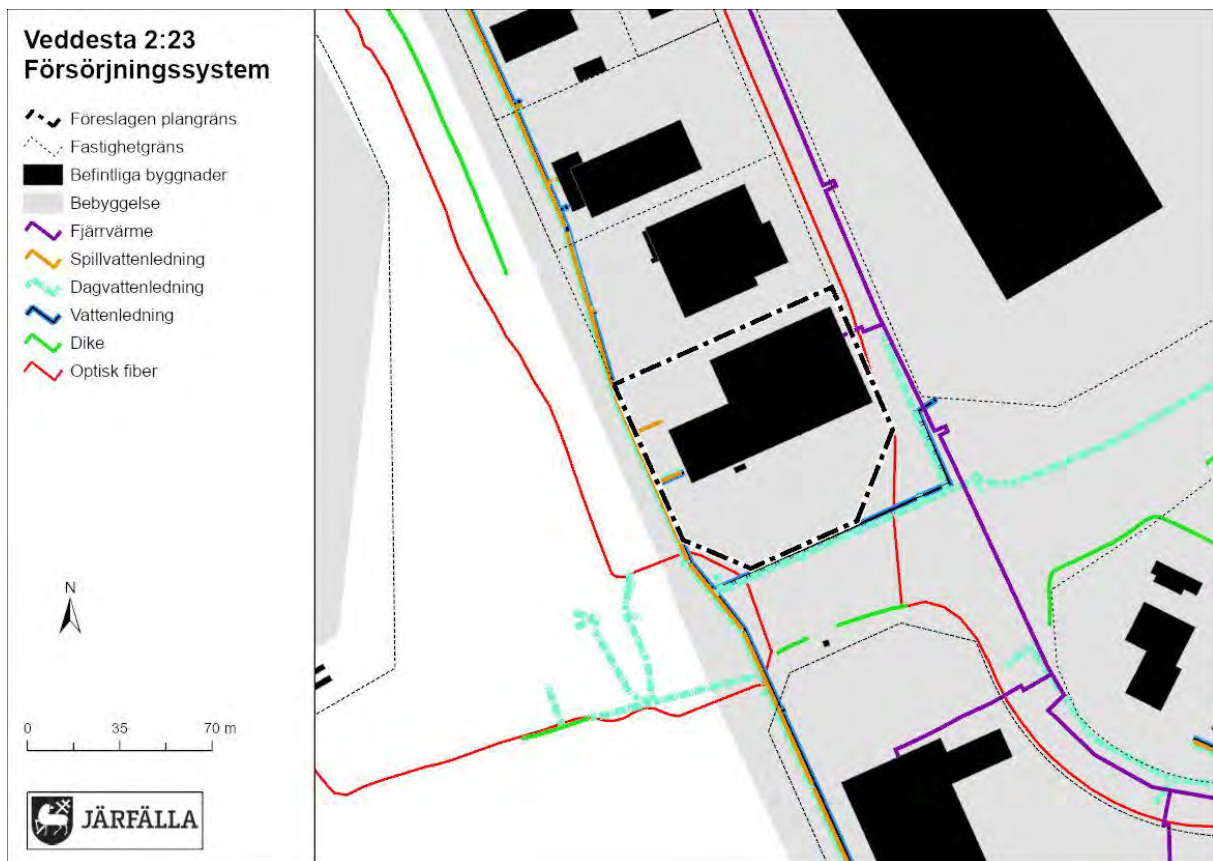 Veddesta 2:23
Försörjningssystem
Föreslagen plangräns
Fastighetgräns
Befintliga byggnader
Bebyggelse
Fjärrvärme
Spillvattenledning
Dagvattenledning
Vattenledning
Dike
Optisk fiber
N
0 35 70 m
JÄRFÄLLA